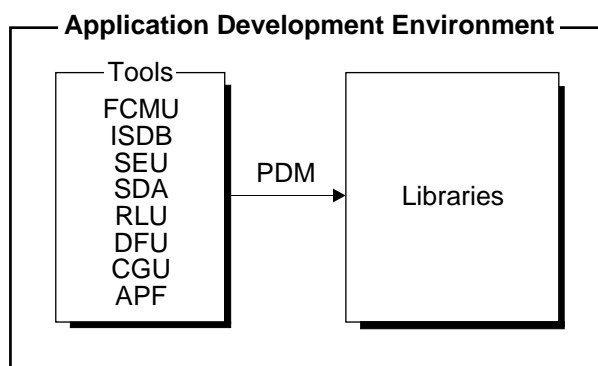 Application Development Environment
Tools
FCMU
ISDB
SEU
SDA
RLU
DFU
CGU
APF
PDM
Libraries